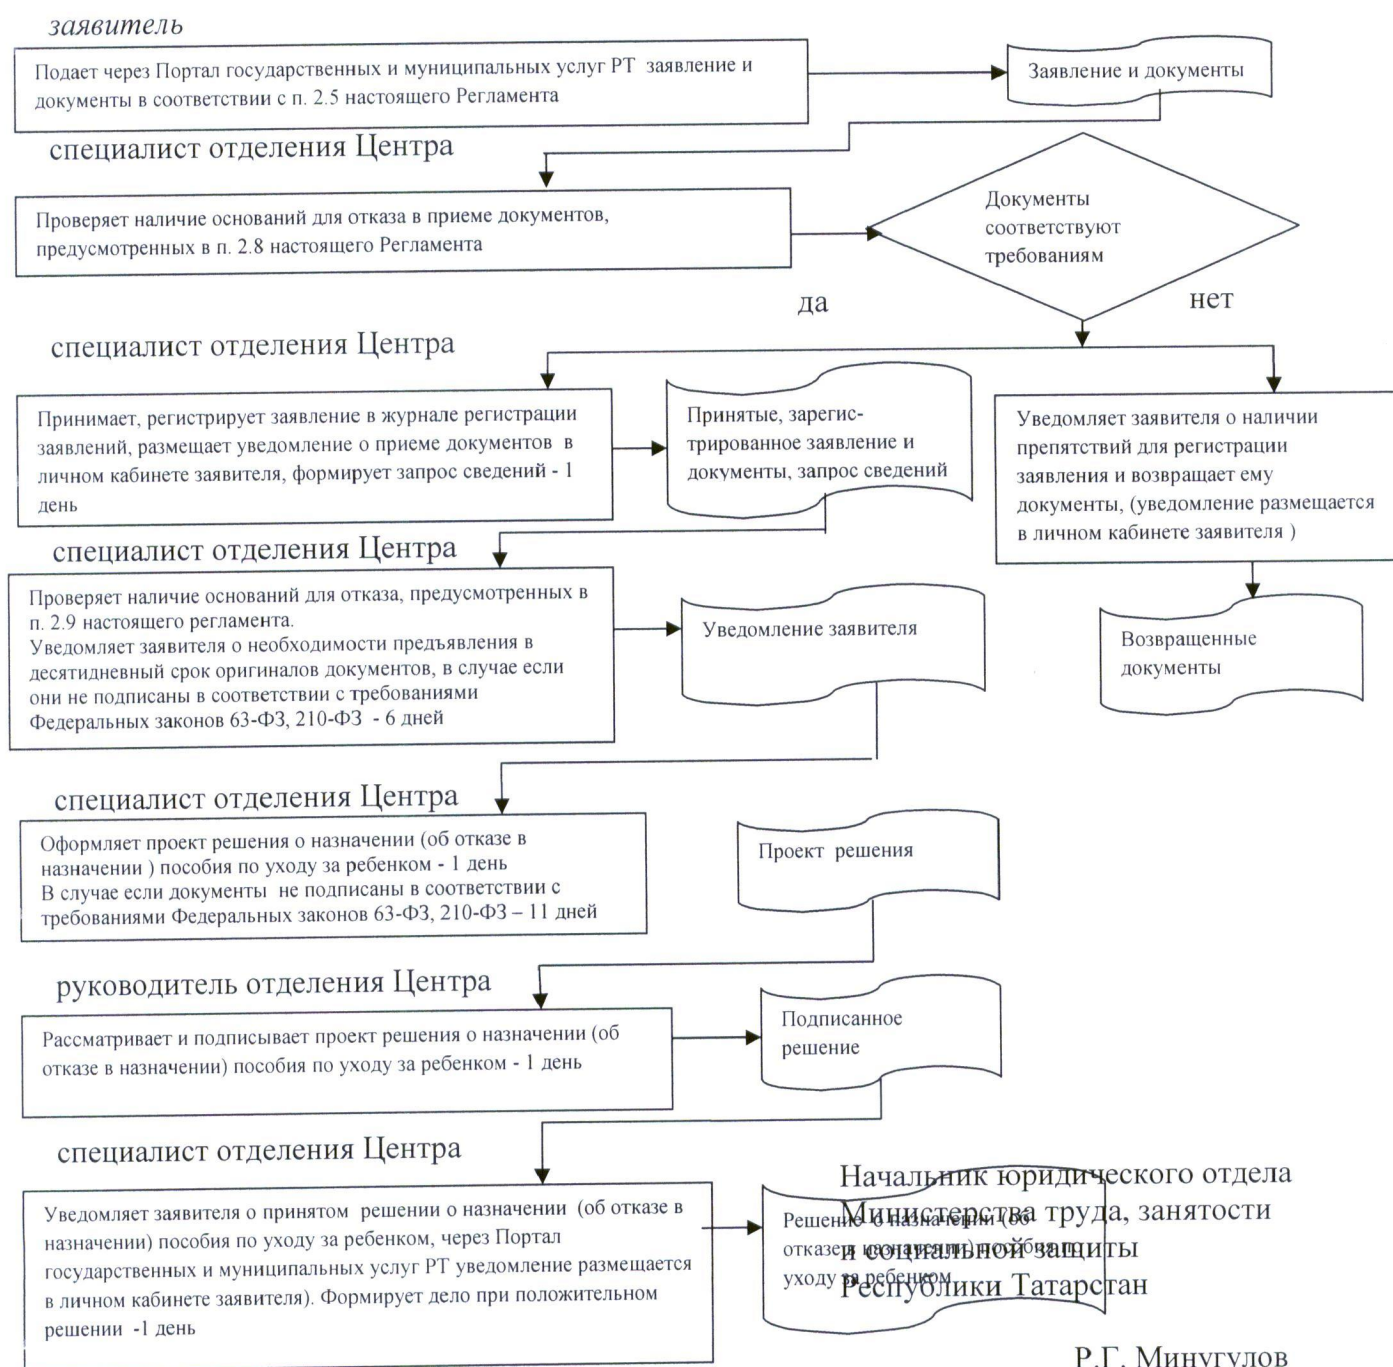 заявитель
Подает через Портал государственных и муниципальных услуг РТ заявление и
документы в соответствии с п. 2.5 настоящего Регламента
Заявление и документы
специалист отделения Центра
Проверяет наличие оснований для отказа в приеме документов,
предусмотренных в п. 2.8 настоящего Регламента
Документы
соответствуют
требованиям
да
нет
специалист отделения Центра
Принимает, регистрирует заявление в журнале регистрации
заявлений, размещает уведомление о приеме документов в
личном кабинете заявителя, формирует запрос сведений - 1
день
Принятые, зарегис-
трированное заявление и
документы, запрос сведений
Уведомляет заявителя о наличии
препятствий для регистрации
заявления и возвращает ему
документы, (уведомление размещается
в личном кабинете заявителя )
специалист отделения Центра
Проверяет наличие оснований для отказа, предусмотренных в
п. 2.9 настоящего регламента.
Уведомляет заявителя о необходимости предъявления в
десятидневный срок оригиналов документов, в случае если
они не подписаны в соответствии с требованиями
Федеральных законов 63-ФЗ, 210-ФЗ - 6 дней
Уведомление заявителя
Возвращенные
документы
специалист отделения Центра
Оформляет проект решения о назначении (об отказе в
назначении ) пособия по уходу за ребенком - 1 день
В случае если документы не подписаны в соответствии с
требованиями Федеральных законов 63-ФЗ, 210-ФЗ – 11 дней
Проект решения
руководитель отделения Центра
Рассматривает и подписывает проект решения о назначении (об
отказе в назначении) пособия по уходу за ребенком - 1 день
Подписанное
решение
специалист отделения Центра
Уведомляет заявителя о принятом решении о назначении (об отказе в
назначении) пособия по уходу за ребенком, через Портал
государственных и муниципальных услуг РТ уведомление размещается
в личном кабинете заявителя). Формирует дело при положительном
решении -1 день
Решение о назначении (об
отказе в назначении) пособия по
уходу за ребенком
Начальник юридического отдела
Министерства труда, занятости
и социальной защиты
Республики Татарстан
Р.Г. Минугулов